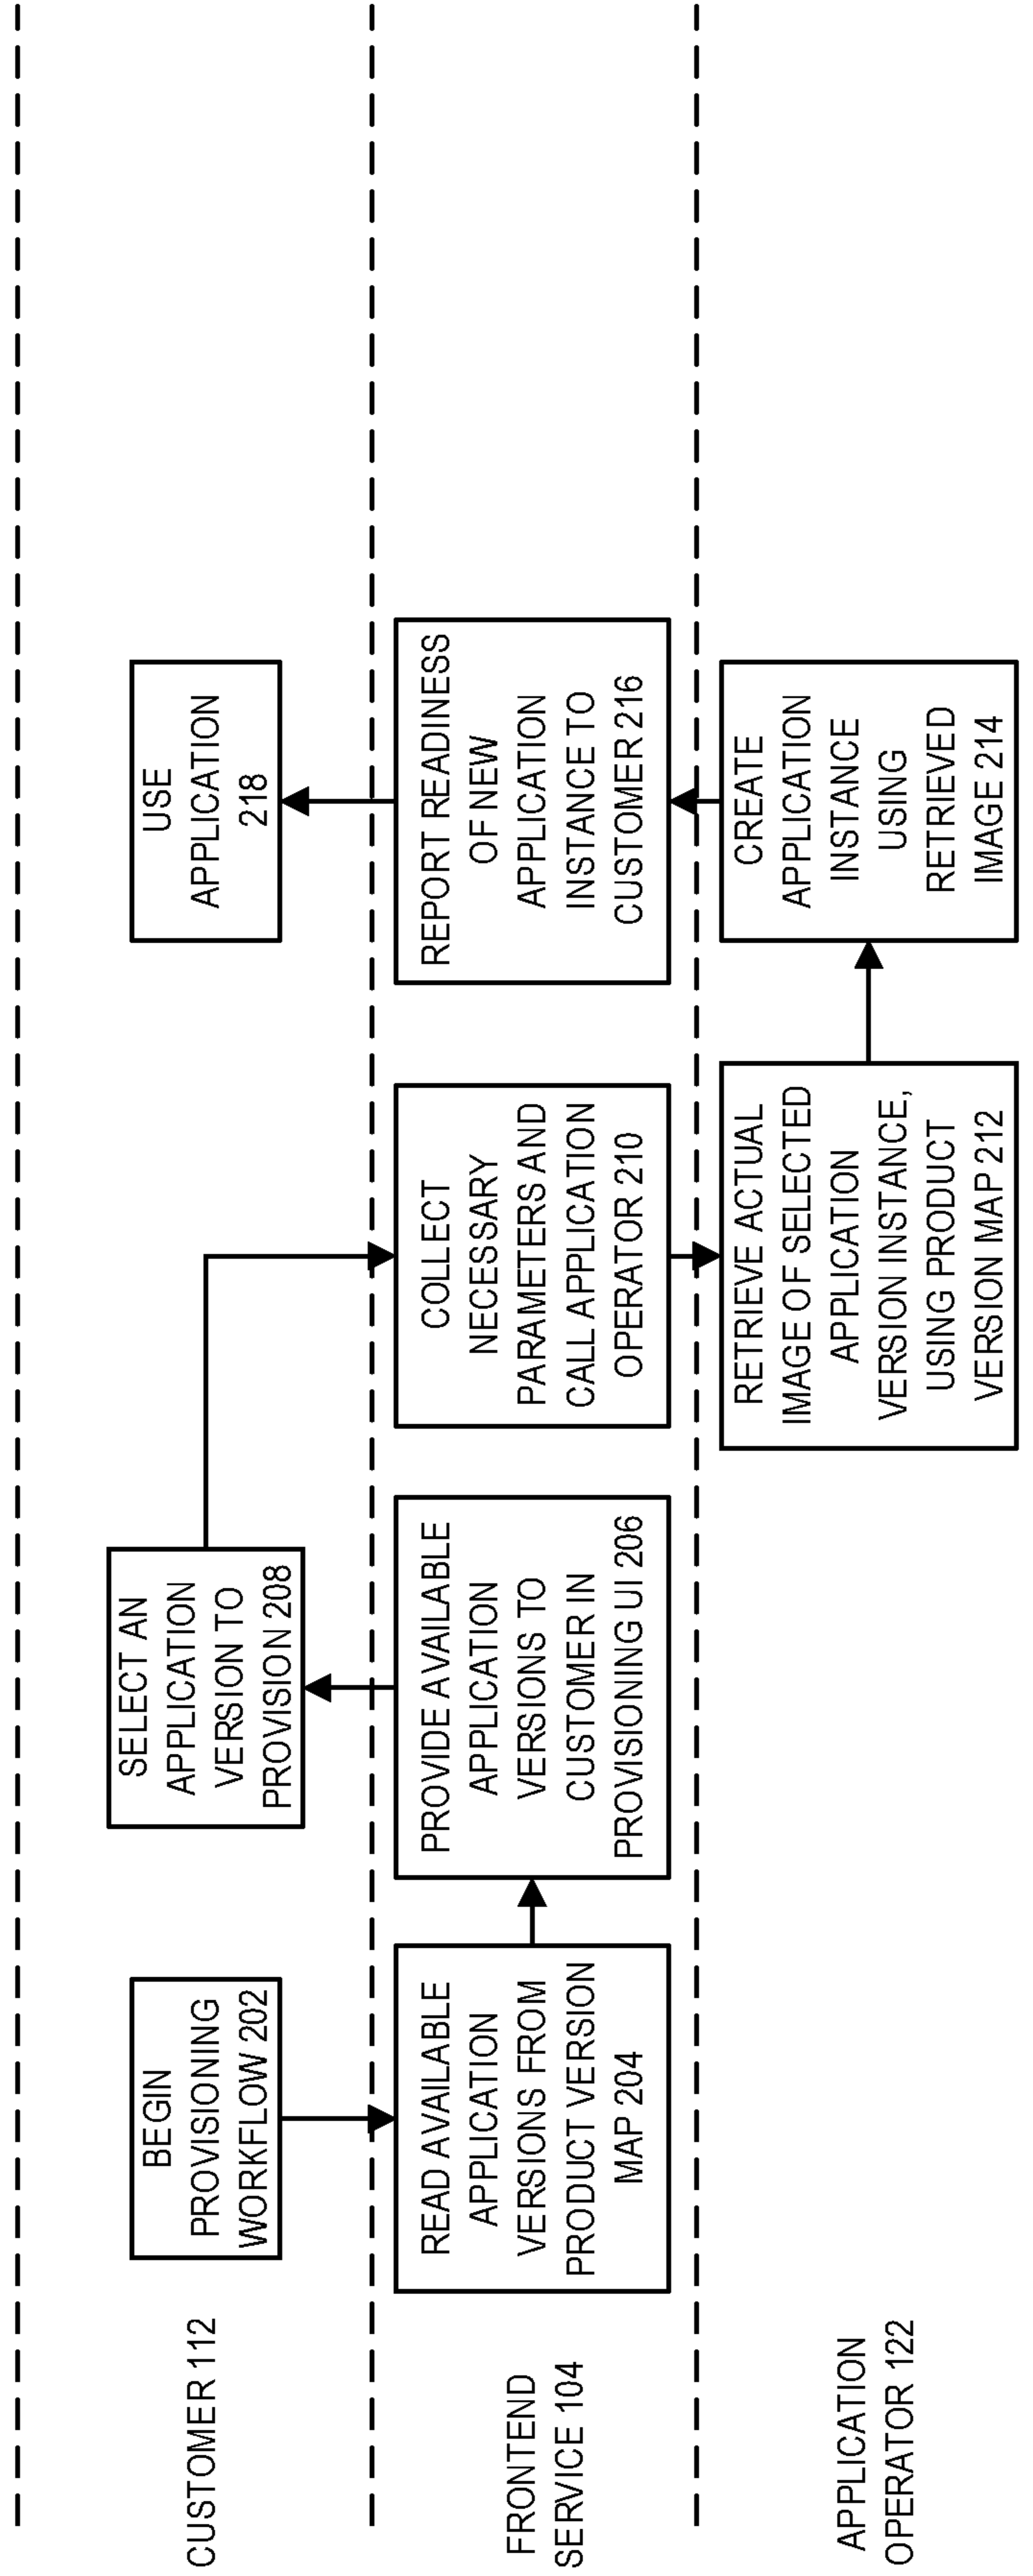 CUSTOMER 112
BEGIN
PROVISIONING
WORKFLOW 202
SELECT AN
APPLICATION
VERSION TO
PROVISION 208
USE
APPLICATION
218
FRONTEND
SERVICE 104
READ AVAILABLE
APPLICATION
VERSIONS FROM
PRODUCT VERSION
MAP 204
PROVIDE AVAILABLE
APPLICATION
VERSIONS TO
CUSTOMER IN
PROVISIONING UI 206
COLLECT
NECESSARY
PARAMETERS AND
CALL APPLICATION
OPERATOR 210
REPORT READINESS
OF NEW
APPLICATION
INSTANCE TO
CUSTOMER 216
APPLICATION
OPERATOR 122
RETRIEVE ACTUAL
IMAGE OF SELECTED
APPLICATION
VERSION INSTANCE,
USING PRODUCT
VERSION MAP 212
CREATE
APPLICATION
INSTANCE
USING
RETRIEVED
IMAGE 214